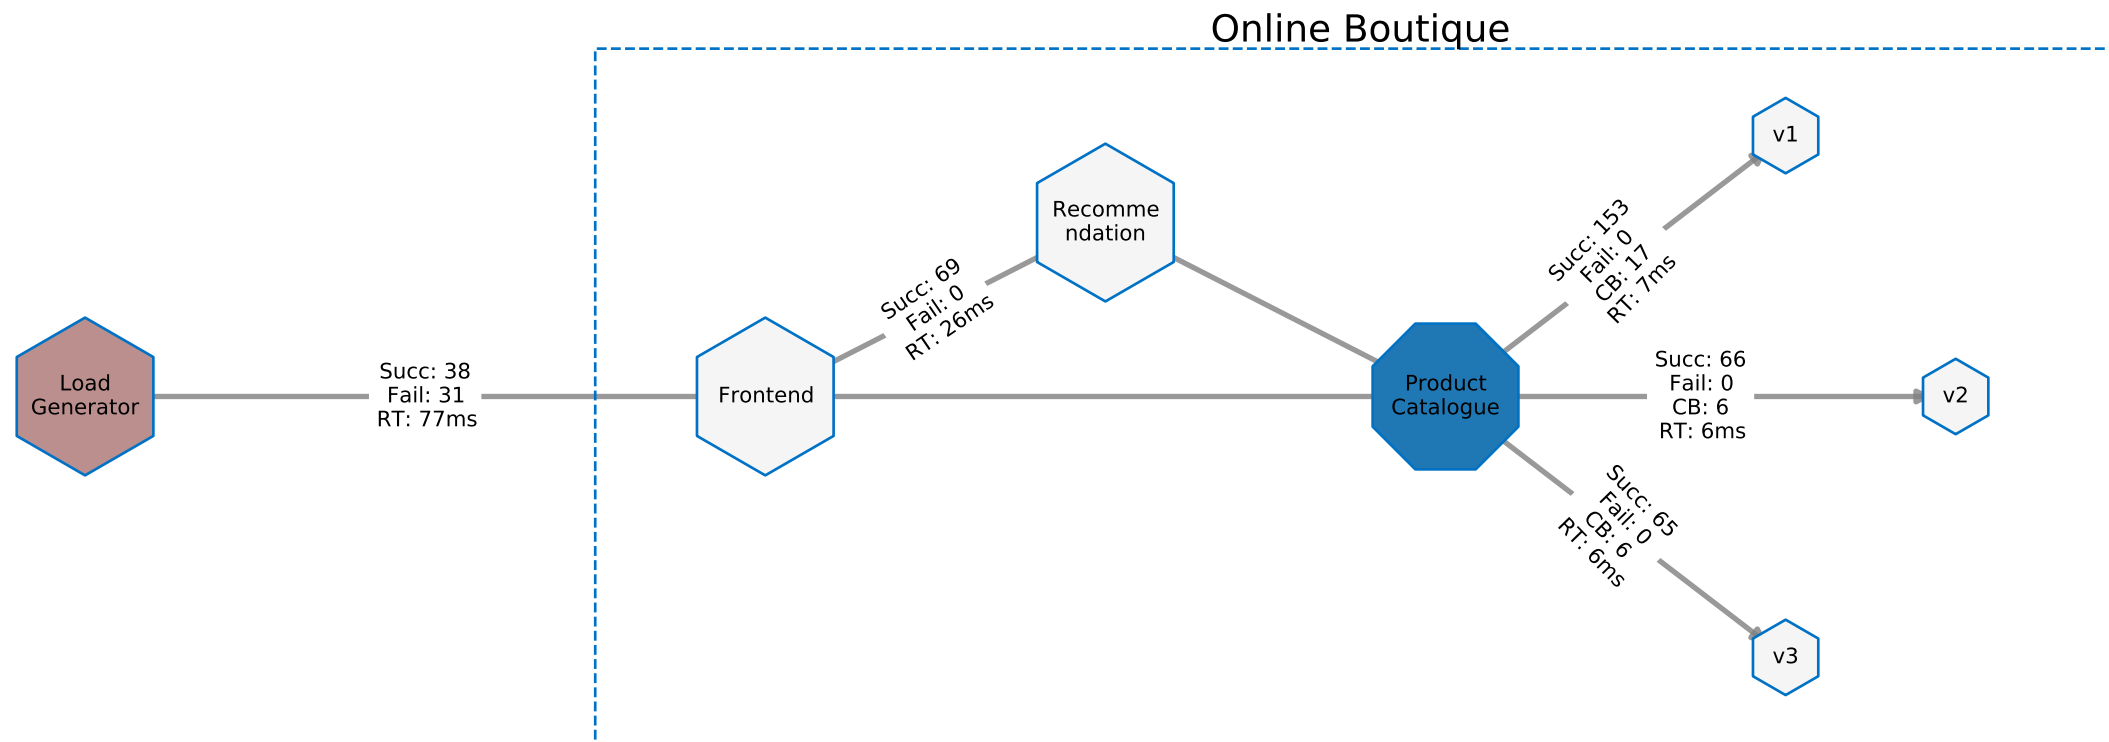 Online Boutique
Load
Generator
Succ: 38
Fail: 31
RT: 77ms
Frontend
Succ: 69
Fail: 0
RT: 26ms
Recomme
ndation
Product
Catalogue
Succ: 153
Fail: 0
CB: 17
RT: 7ms
v1
Succ: 66
Fail: 0
CB: 6
RT: 6ms
v2
Succ: 65
Fail: 0
CB: 6
RT: 6ms
v3